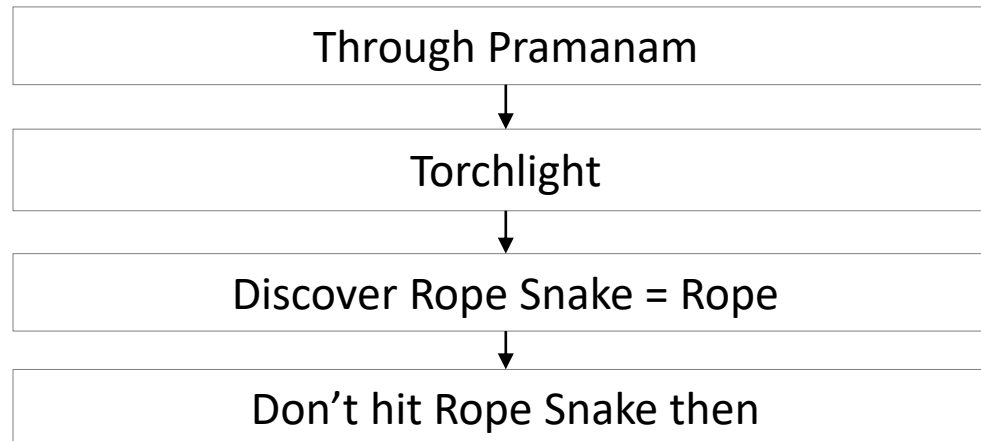 Through Pramanam
Torchlight
Discover Rope Snake = Rope
Don’t hit Rope Snake then